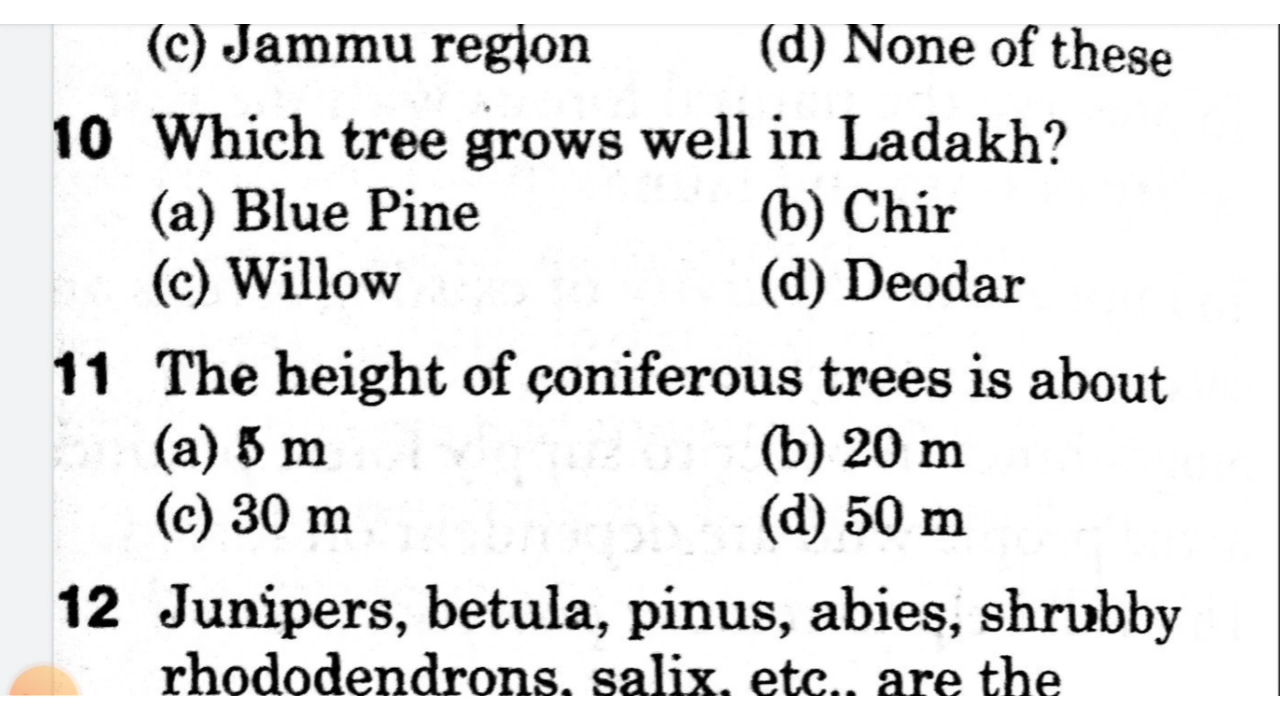 (c) Jammu region (d) None of these
10 Which tree grows well in Ladakh?
(a) Blue Pine (b) Chir
(c) Willow (d) Deodar
11 The height of coniferous trees is about
(a) 5 m (b) 20 m
(c) 30 m (d) 50 m
12 Junipers, betula, pinus, abies, shrubby
rhododendrons, salix, etc., are the